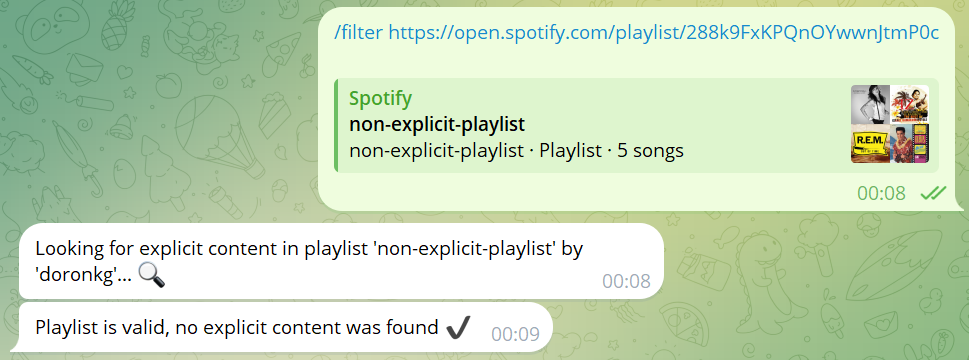 /filter https://open.spotify.com/playlist/288k9FxKPQnOYwwnJtmP0c
Spotify
non-explicit-playlist
non-explicit-playlist · Playlist · 5 songs
R.E.M.
00:08
Looking for explicit content in playlist 'non-explicit-playlist' by
'doronkg'...
00:08
Playlist is valid, no explicit content was found
00:09